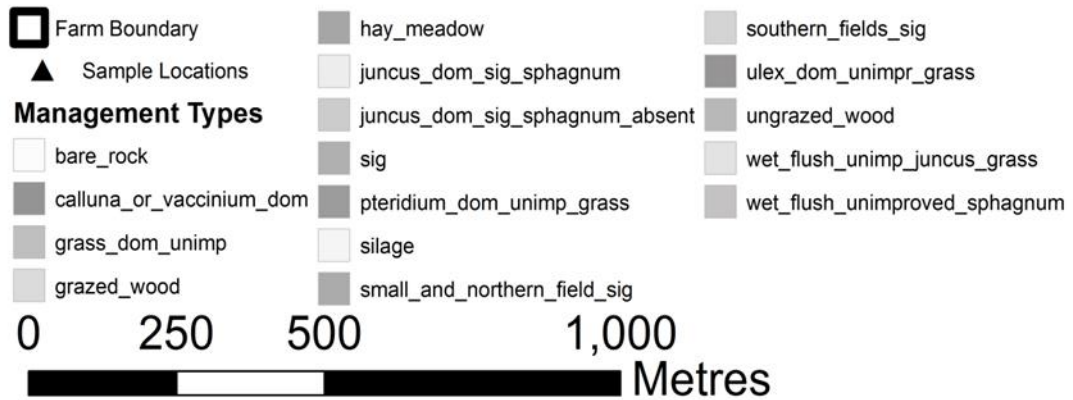 Farm Boundary
Sample Locations
Management Types
bare_rock
calluna_or_vaccinium_dom
grass_dom_unimp
grazed_wood
hay_meadow
juncus_dom_sig_sphagnum
juncus_dom_sig_sphagnum_absent
sig
pteridium_dom_unimp_grass
silage
small_and_northern_field_sig
southern_fields_sig
ulex_dom_unimpr_grass
ungrazed_wood
wet_flush_unimp_juncus_grass
wet_flush_unimproved_sphagnum
0 250 500 1,000
Metres